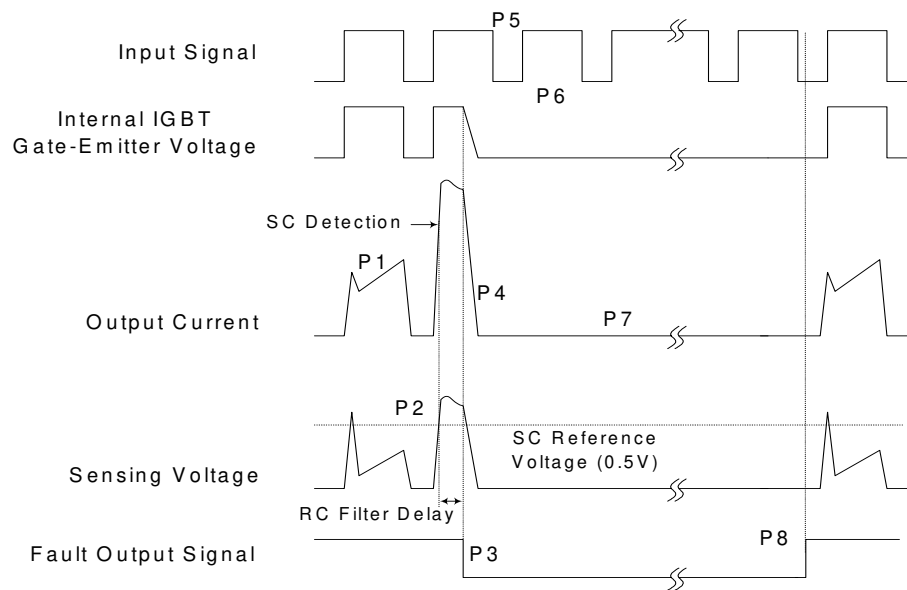 P5
Input Signal
P6
Internal IGBT
Gate-Emitter Voltage
SC Detection
P1
P4
P7
Output Current
P2
SC Reference
Voltage (0.5V)
Sensing Voltage
RC Filter Delay
P3
P8
Fault Output Signal